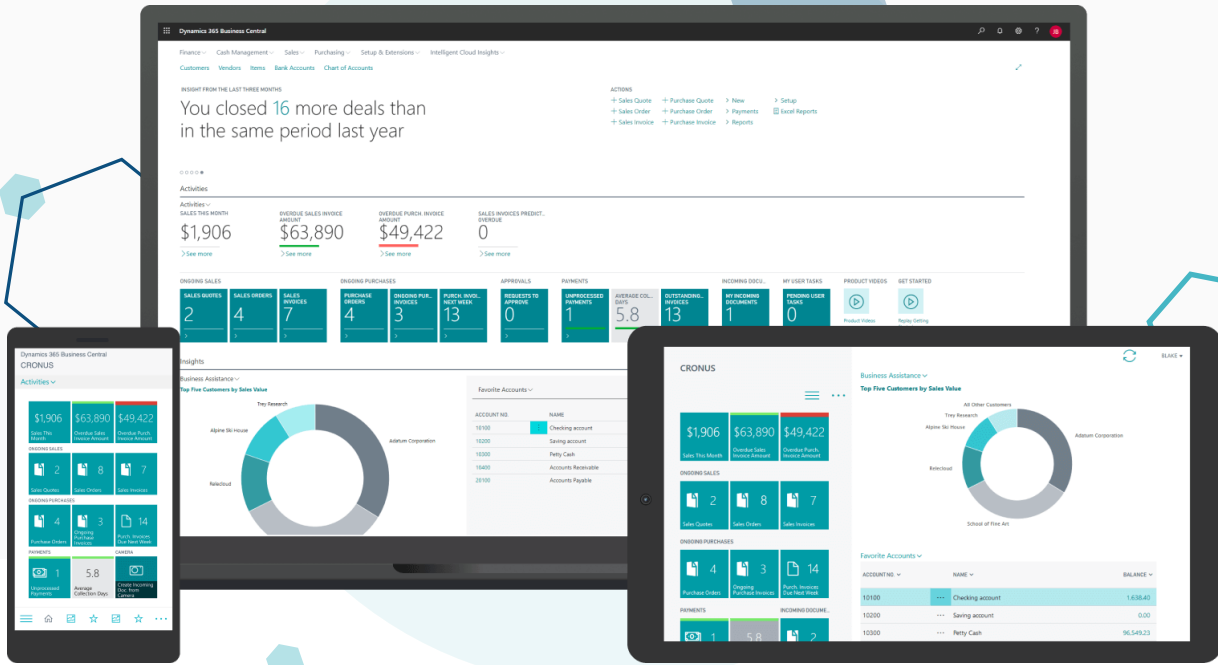 Dynamics 365 Business Central
?
JB
Finance
Cash Management
Sales
Purchasing
Setup & Extensions
Intelligent Cloud Insights
Customers
Vendors
Items
Bank Accounts
Chart of Accounts
INSIGHT FROM THE LAST THREE MONTHS
You closed 16 more deals than
in the same period last year
ACTIONS
+ Sales Quote
+ Purchase Quote
> New
> Setup
+ Sales Order
+ Purchase Order
> Payments
Excel Reports
+ Sales Invoice
+ Purchase Invoice
> Reports
Activities
Activities
SALES THIS MONTH
$1,906
> See more
OVERDUE SALES INVOICE
AMOUNT
$63,890
> See more
OVERDUE PURCH. INVOICE
AMOUNT
$49,422
> See more
SALES INVOICES PREDICT...
OVERDUE
0
> See more
ONGOING SALES
SALES QUOTES
2
SALES ORDERS
4
SALES
INVOICES
7
ONGOING PURCHASES
PURCHASE
ORDERS
4
ONGOING PUR...
INVOICES
3
PURCH. INVOI...
NEXT WEEK
13
APPROVALS
REQUESTS TO
APPROVE
0
PAYMENTS
UNPROCESSED
PAYMENTS
1
AVERAGE COL...
DAYS
5.8
OUTSTANDING...
INVOICES
13
INCOMING DOCU...
MY INCOMING
DOCUMENTS
1
MY USER TASKS
PENDING USER
TASKS
0
PRODUCT VIDEOS
Product Videos
GET STARTED
Replay Getting
Insights
Business Assistance
Top Five Customers by Sales Value
Trey Research
Alpine Ski House
Relecloud
Adatum Corporation
Favorite Accounts
ACCOUNT NO.
NAME
10100
Checking account
10200
Saving account
10300
Petty Cash
10400
Accounts Receivable
20100
Accounts Payable
Dynamics 365 Business Central
CRONUS
Activities
$1,906
Sales This
Month
$63,890
Overdue Sales
Invoice Amount
$49,422
Overdue Purch.
Invoice Amount
ONGOING SALES
2
Sales Quotes
8
Sales Orders
7
Sales Invoices
ONGOING PURCHASES
4
Purchase Orders
3
Ongoing
Purchase
Invoices
14
Purch. Invoices
Due Next Week
PAYMENTS
CAMERA
1
Unprocessed
Payments
5.8
Average
Collection Days
Create Incoming
Doc. from
Camera
CRONUS
BLAKE
$1,906
Sales This Month
$63,890
Overdue Sales
Invoice Amount
$49,422
Overdue Purch.
Invoice Amount
ONGOING SALES
2
Sales Quotes
8
Sales Orders
7
Sales Invoices
ONGOING PURCHASES
4
Purchase Orders
3
Ongoing
Purchase Invoices
14
Purch. Invoices
Due Next Week
PAYMENTS
INCOMING DOCUME...
1
5.8
2
Business Assistance
Top Five Customers by Sales Value
All Other Customers
Trey Research
Alpine Ski House
Relecloud
Adatum Corporation
School of Fine Art
Favorite Accounts
ACCOUNT NO.
NAME
BALANCE
10100
Checking account
1,638.40
10200
Saving account
0.00
10300
Petty Cash
96,549.23